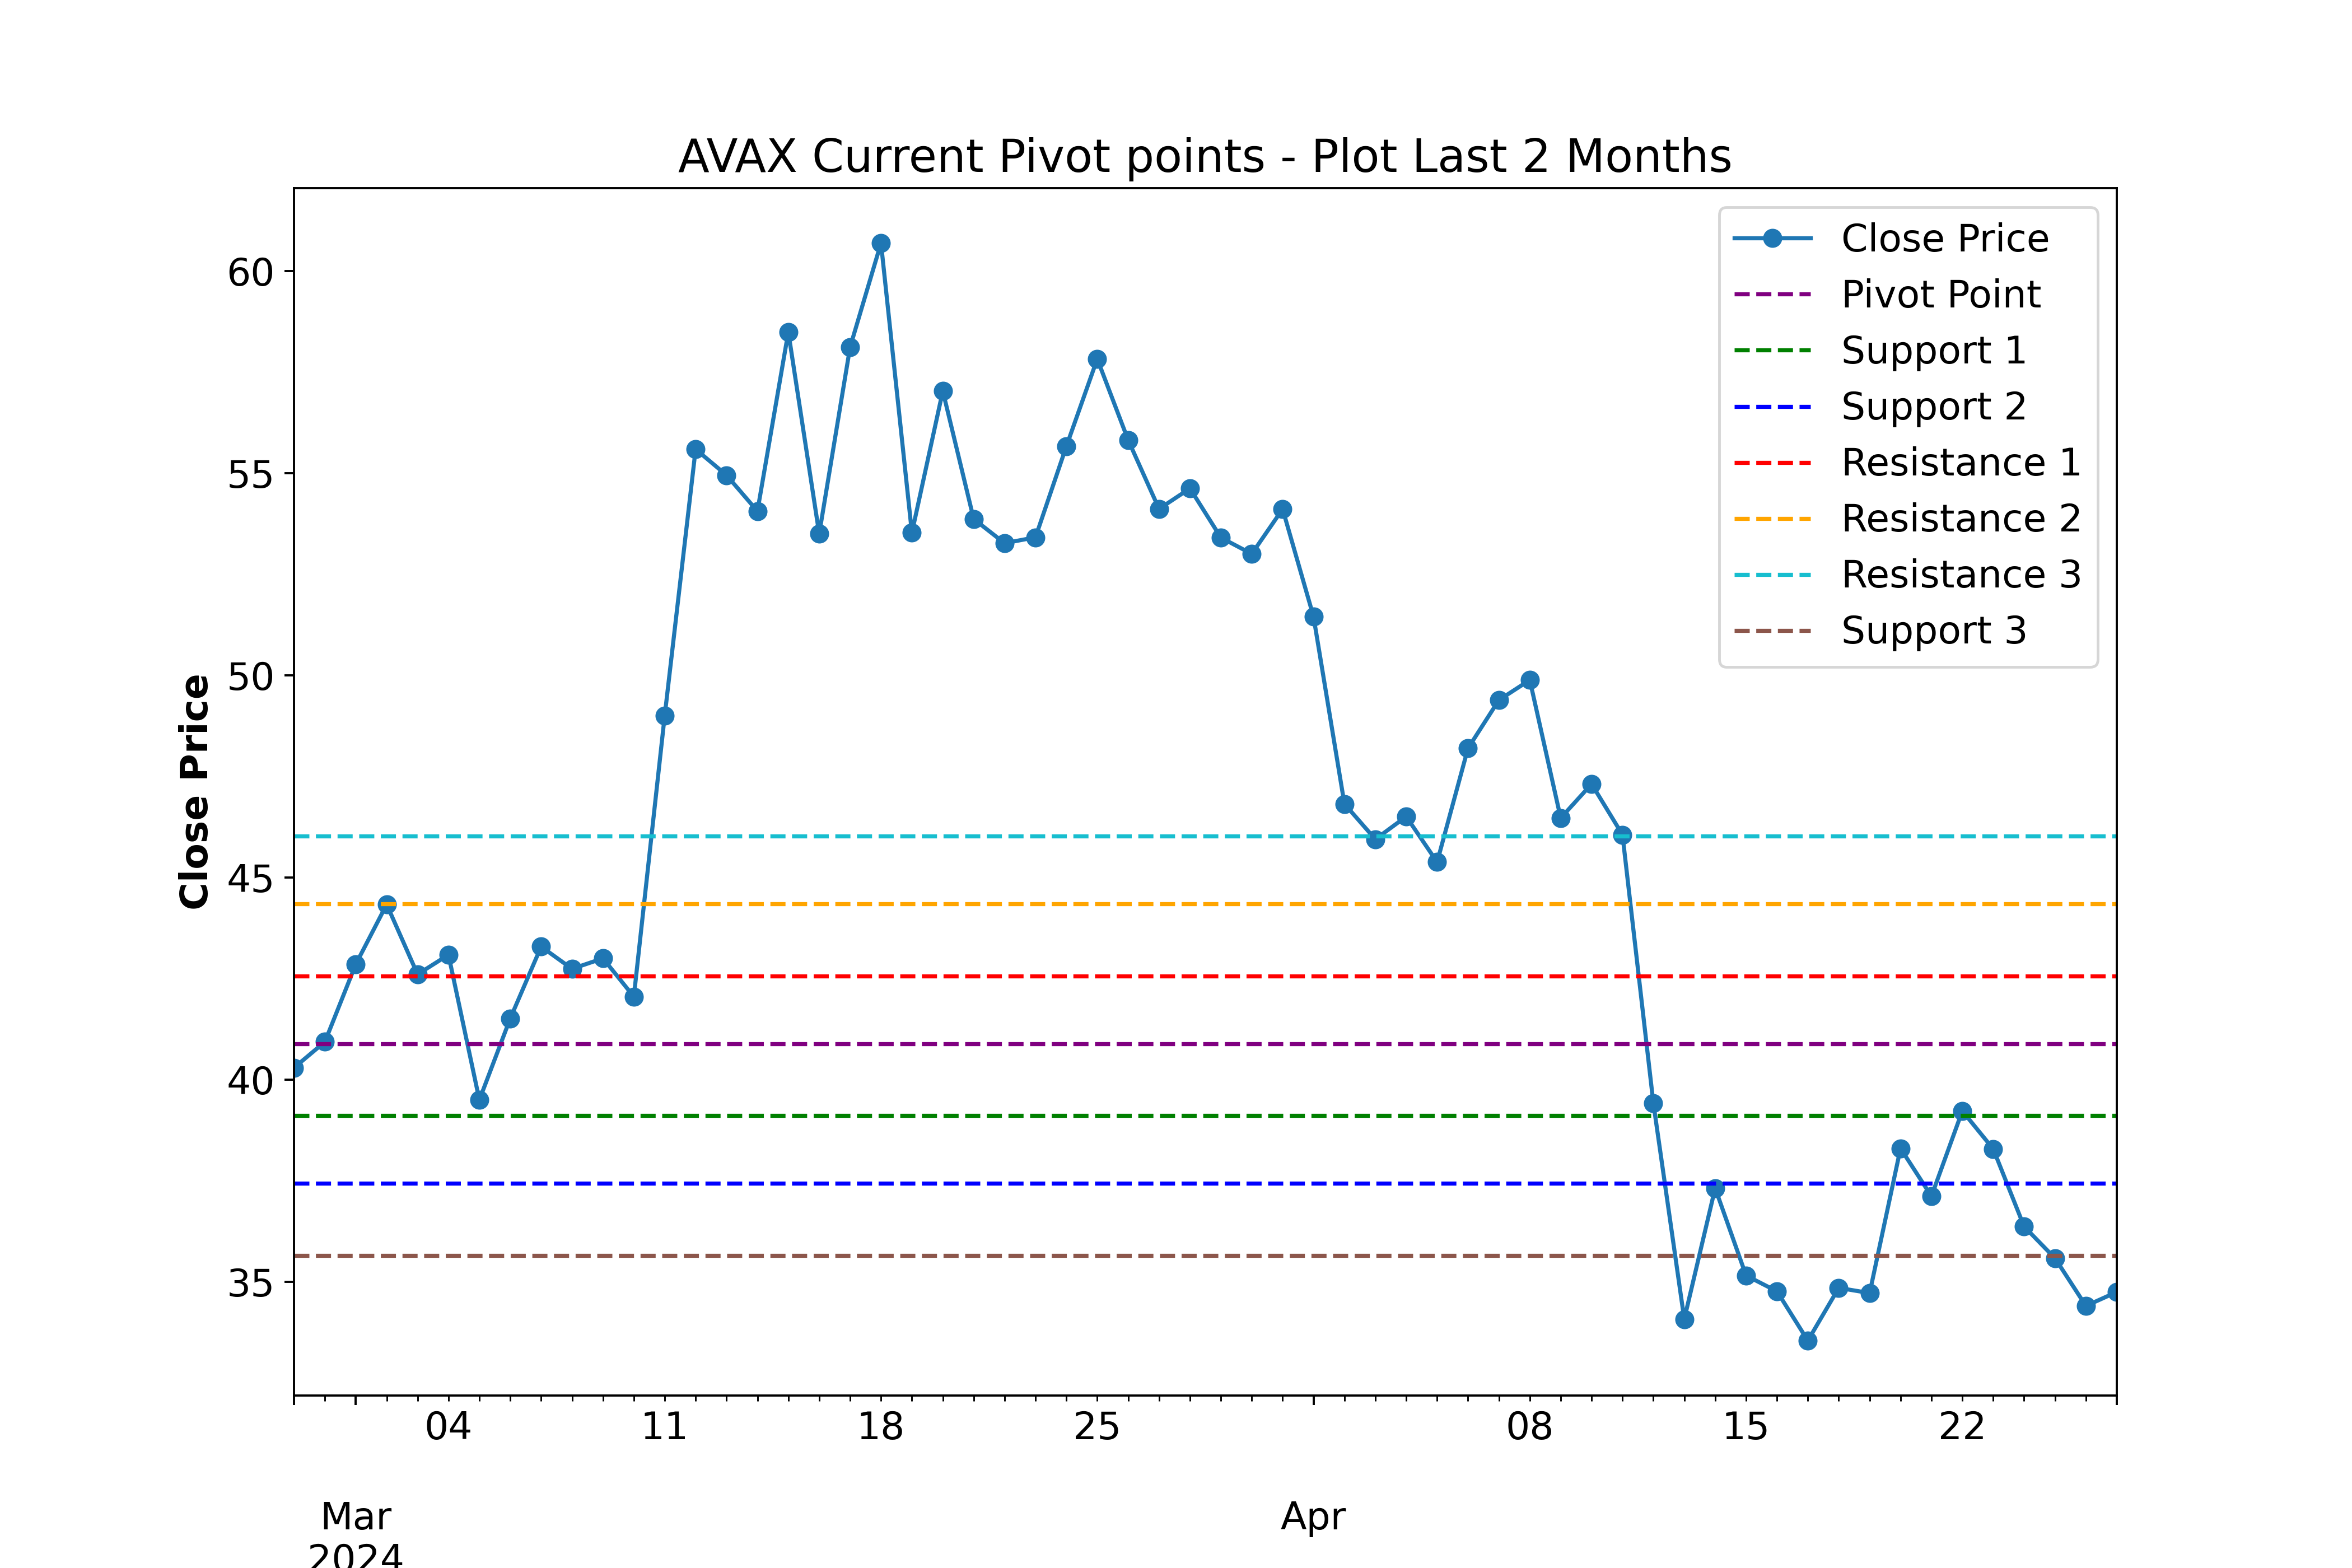 AVAX Current Pivot points - Plot Last 2 Months
Close Price
Pivot Point
Support 1
Support 2
Resistance 1
Resistance 2
Resistance 3
Support 3
Close Price
60
55
50
45
40
35
04 11 18 25 08 15 22
Mar Apr
2024